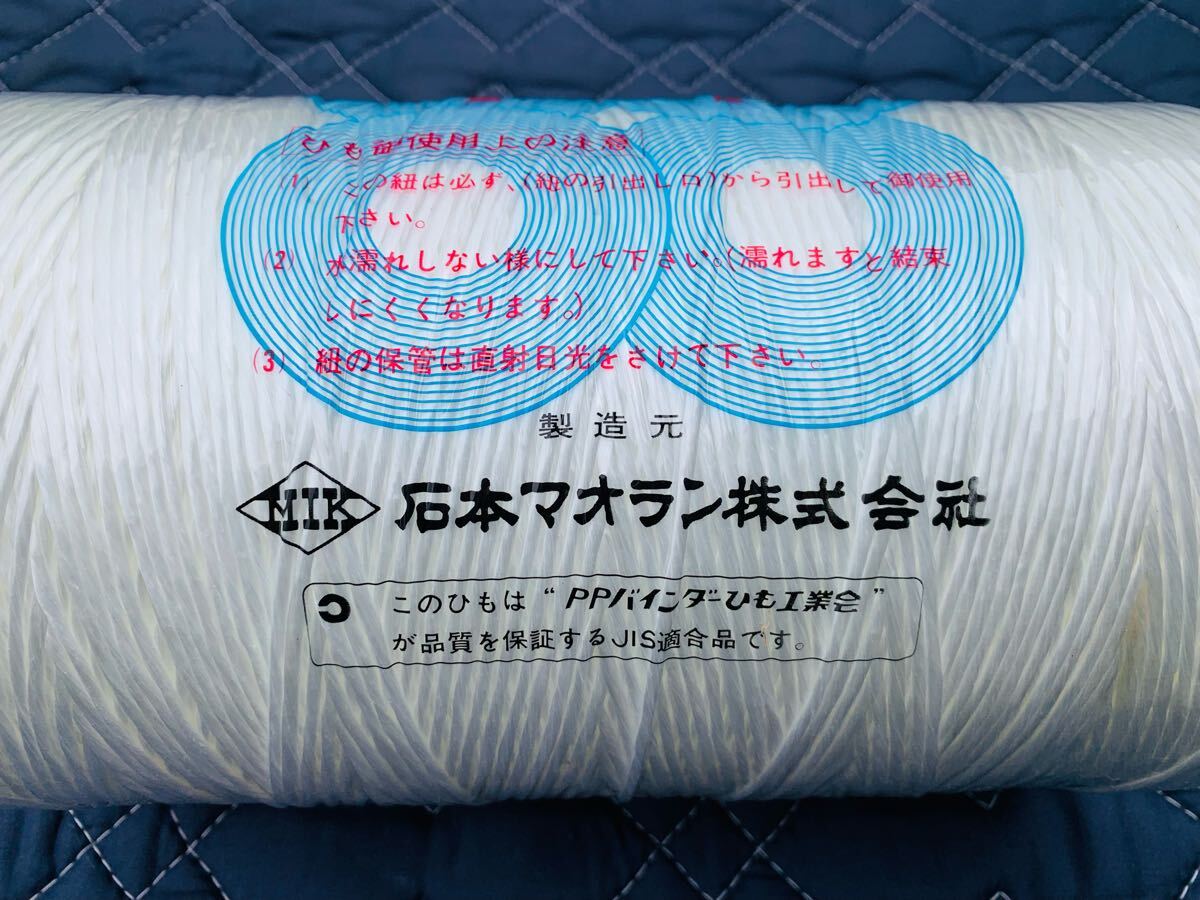 [ひも御使用上の注意]
(1) この紐は必ず、(紐の引出し口)から引出して御使用
下さい。
(2) 水濡れしない様にして下さい。(濡れますと結束
しにくくなります。)
(3) 紐の保管は直射日光をさけて下さい。
製造元
MIK 石本マオラン株式会社
このひもは“PPバインダーひも工業会”
が品質を保証するJIS適合品です。